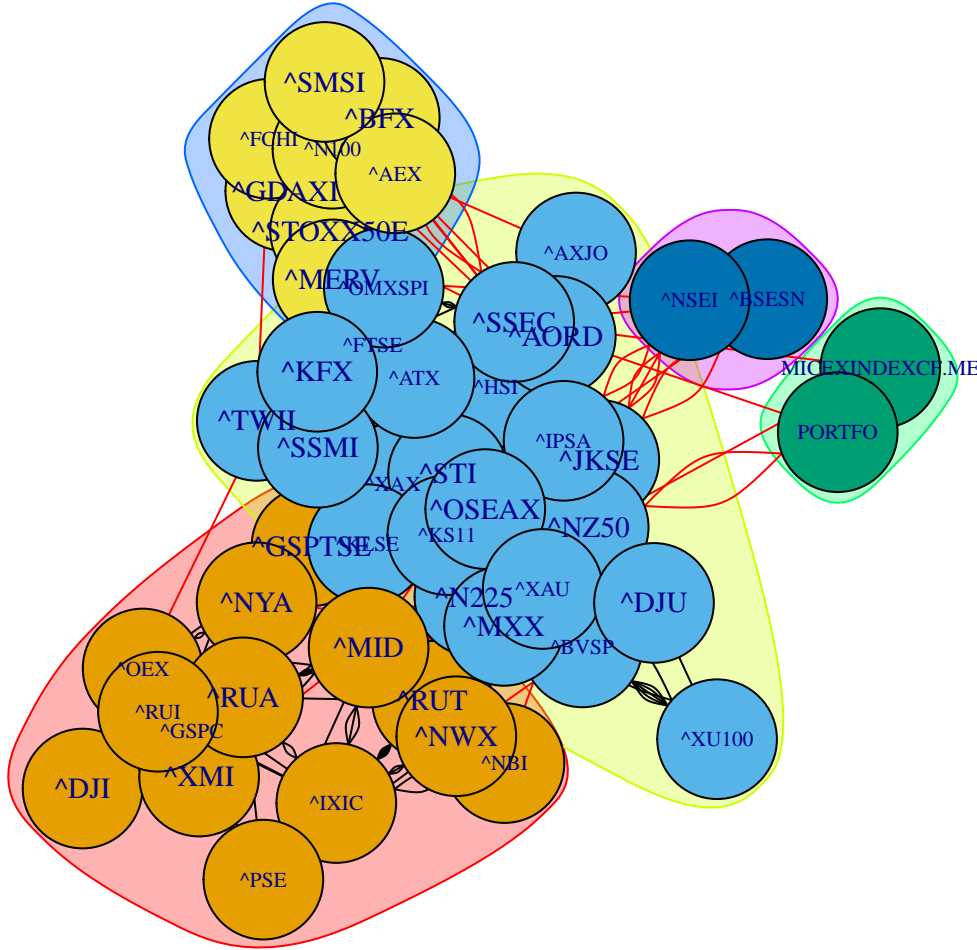 ^SMSI
^BFX
^FCHI
^N100
^AEX
^GDAXI
^STOXX50E
^AXJO
^MERV
^OMXSPI
^NSEI
^BSESN
^SSEC
^AORD
^FTSE
^KFX
^ATX
^HSI
MICEXINDEXCF.ME
^TWII
PORTFO
^SSMI
^IPSA
^JKSE
^STI
^XAX
^OSEAX
^NZ50
^KS11
^GSPTSE
^KLSE
^XAU
^N225
^NYA
^DJU
^MXX
^MID
^BVSP
^OEX
^RUA
^RUT
^RUI
^GSPC
^NWX
^XU100
^NBI
^XMI
^DJI
^IXIC
^PSE